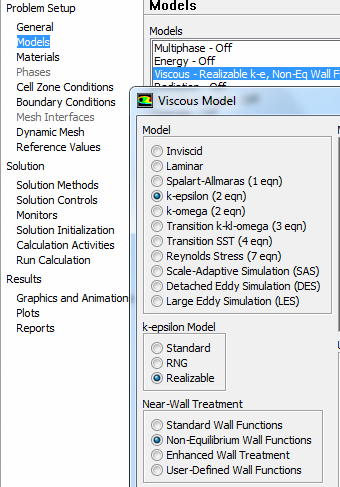 Problem Setup
General
Models
Materials
Phases
Cell Zone Conditions
Boundary Conditions
Mesh Interfaces
Dynamic Mesh
Reference Values
Solution
Solution Methods
Solution Controls
Monitors
Solution Initialization
Calculation Activities
Run Calculation
Results
Graphics and Animation
Plots
Reports
Models
Models
Multiphase - Off
Energy - Off
Viscous - Realizable k-e, Non-Eq Wall F
Viscous Model
Model
Inviscid
Laminar
Spalart-Allmaras (1 eqn)
k-epsilon (2 eqn)
k-omega (2 eqn)
Transition k-kl-omega (3 eqn)
Transition SST (4 eqn)
Reynolds Stress (7 eqn)
Scale-Adaptive Simulation (SAS)
Detached Eddy Simulation (DES)
Large Eddy Simulation (LES)
k-epsilon Model
Standard
RNG
Realizable
Near-Wall Treatment
Standard Wall Functions
Non-Equilibrium Wall Functions
Enhanced Wall Treatment
User-Defined Wall Functions